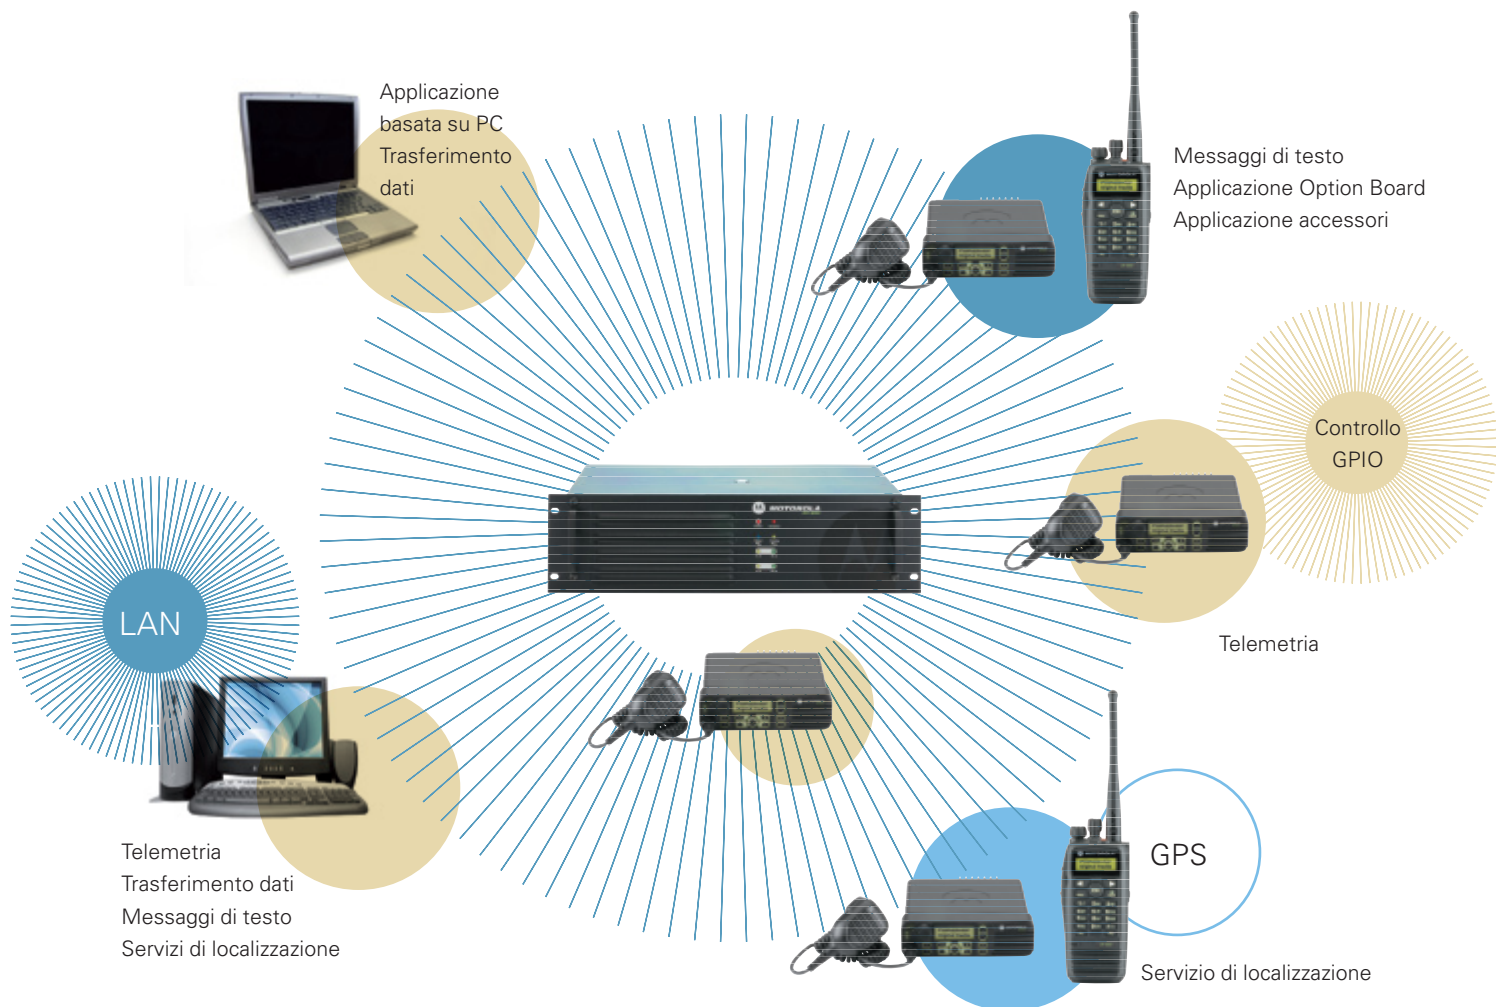 Applicazione
basata su PC
Trasferimento
dati
Messaggi di testo
Applicazione Option Board
Applicazione accessori
Controllo
GPIO
MOTOROLA
LAN
Telemetria
Telemetria
Trasferimento dati
Messaggi di testo
Servizi di localizzazione
GPS
Servizio di localizzazione